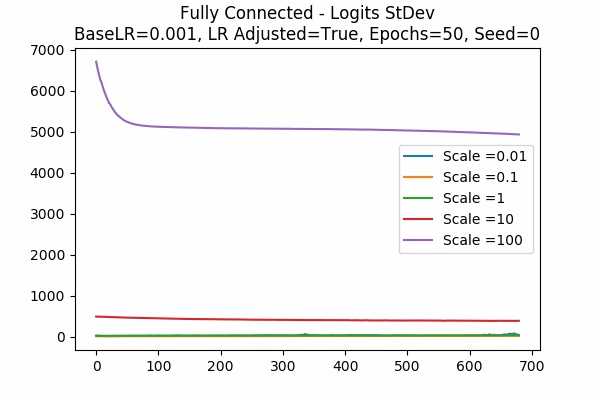 Fully Connected - Logits StDev
BaseLR=0.001, LR Adjusted=True, Epochs=50, Seed=0
7000
6000
5000
4000
3000
2000
1000
0
Scale =0.01
Scale =0.1
Scale =1
Scale =10
Scale =100
0 100 200 300 400 500 600 700